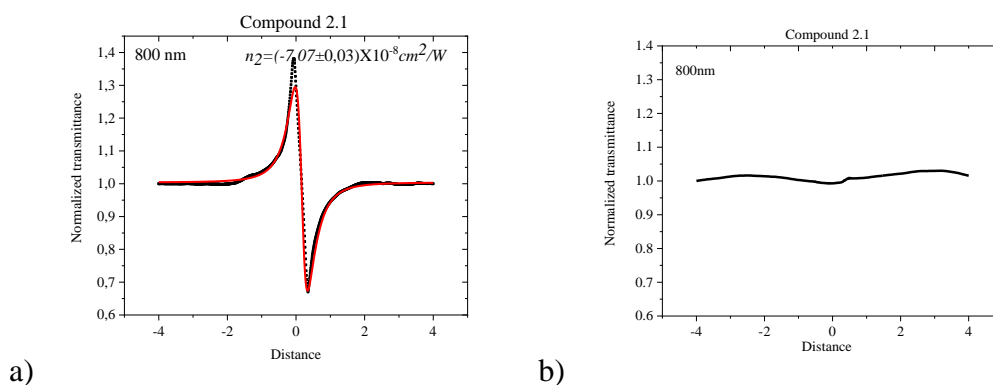 Compound 2.1
800 nm
n2=(-7,07±0,03)X10-8cm2/W
1,4
1,3
1,2
1,1
1,0
0,9
0,8
0,7
0,6
-4
-2
0
2
4
Normalized transmittance
Distance
a)
Compound 2.1
800nm
1.4
1.3
1.2
1.1
1.0
0.9
0.8
0.7
0.6
-4
-2
0
2
4
Normalized transmittance
Distance
b)